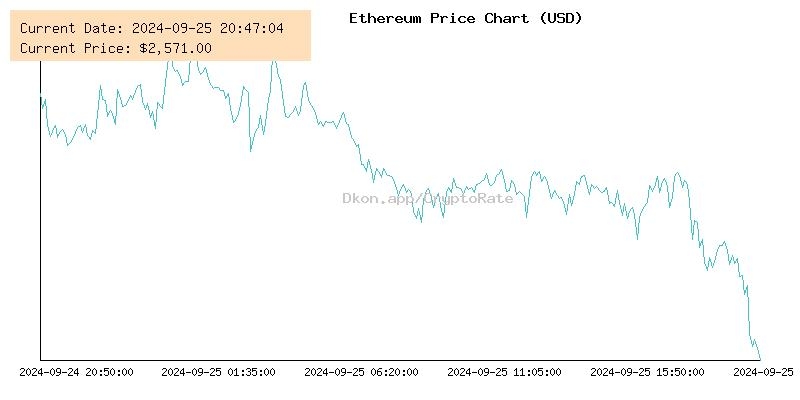 Ethereum Price Chart (USD)
Current Date: 2024-09-25 20:47:04
Current Price: $2,571.00
Dkon.app/CryptoRate
2024-09-24 20:50:00
2024-09-25 01:35:00
2024-09-25 06:20:00
2024-09-25 11:05:00
2024-09-25 15:50:00
2024-09-25